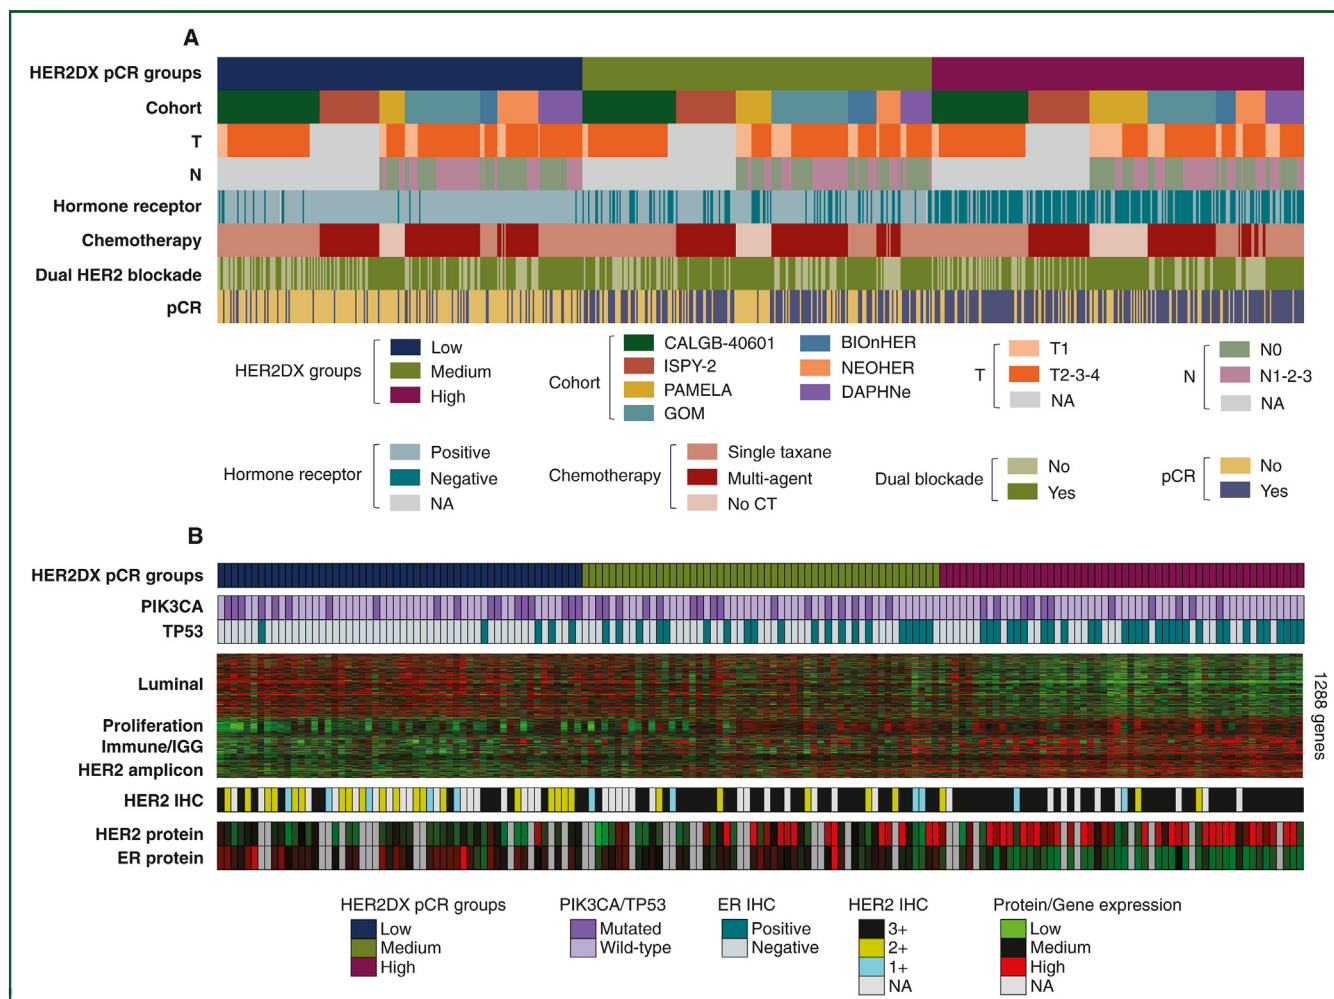 A
HER2DX pCR groups
Cohort
T
N
Hormone receptor
Chemotherapy
Dual HER2 blockade
pCR
HER2DX groups
Low
Medium
High
Cohort
CALGB-40601
ISPY-2
PAMELA
GOM
BIOnHER
NEOHER
DAPHNe
T
T1
T2-3-4
NA
N
N0
N1-2-3
NA
Hormone receptor
Positive
Negative
NA
Chemotherapy
Single taxane
Multi-agent
No CT
Dual blockade
No
Yes
pCR
No
Yes
B
HER2DX pCR groups
PIK3CA
TP53
Luminal
Proliferation
Immune/IGG
HER2 amplicon
1288 genes
HER2 IHC
HER2 protein
ER protein
HER2DX pCR groups
Low
Medium
High
PIK3CA/TP53
Mutated
Wild-type
ER IHC
Positive
Negative
HER2 IHC
3+
2+
1+
NA
Protein/Gene expression
Low
Medium
High
NA